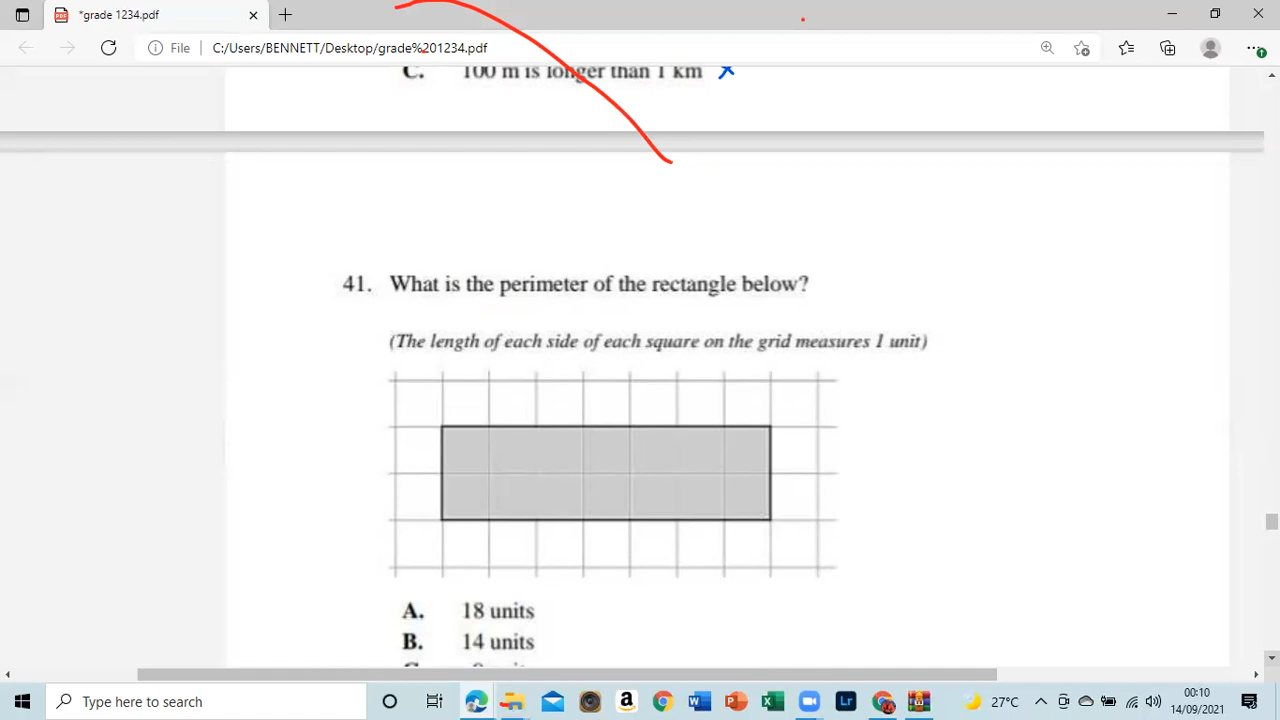 *grade 1234.pdf
File C:/Users/BENNETT/Desktop/grade%201234.pdf
C. 100 m is longer than 1 km
41. What is the perimeter of the rectangle below?
(The length of each side of each square on the grid measures 1 unit)
A. 18 units
B. 14 units
Type here to search
27°C
00:10
14/09/2021